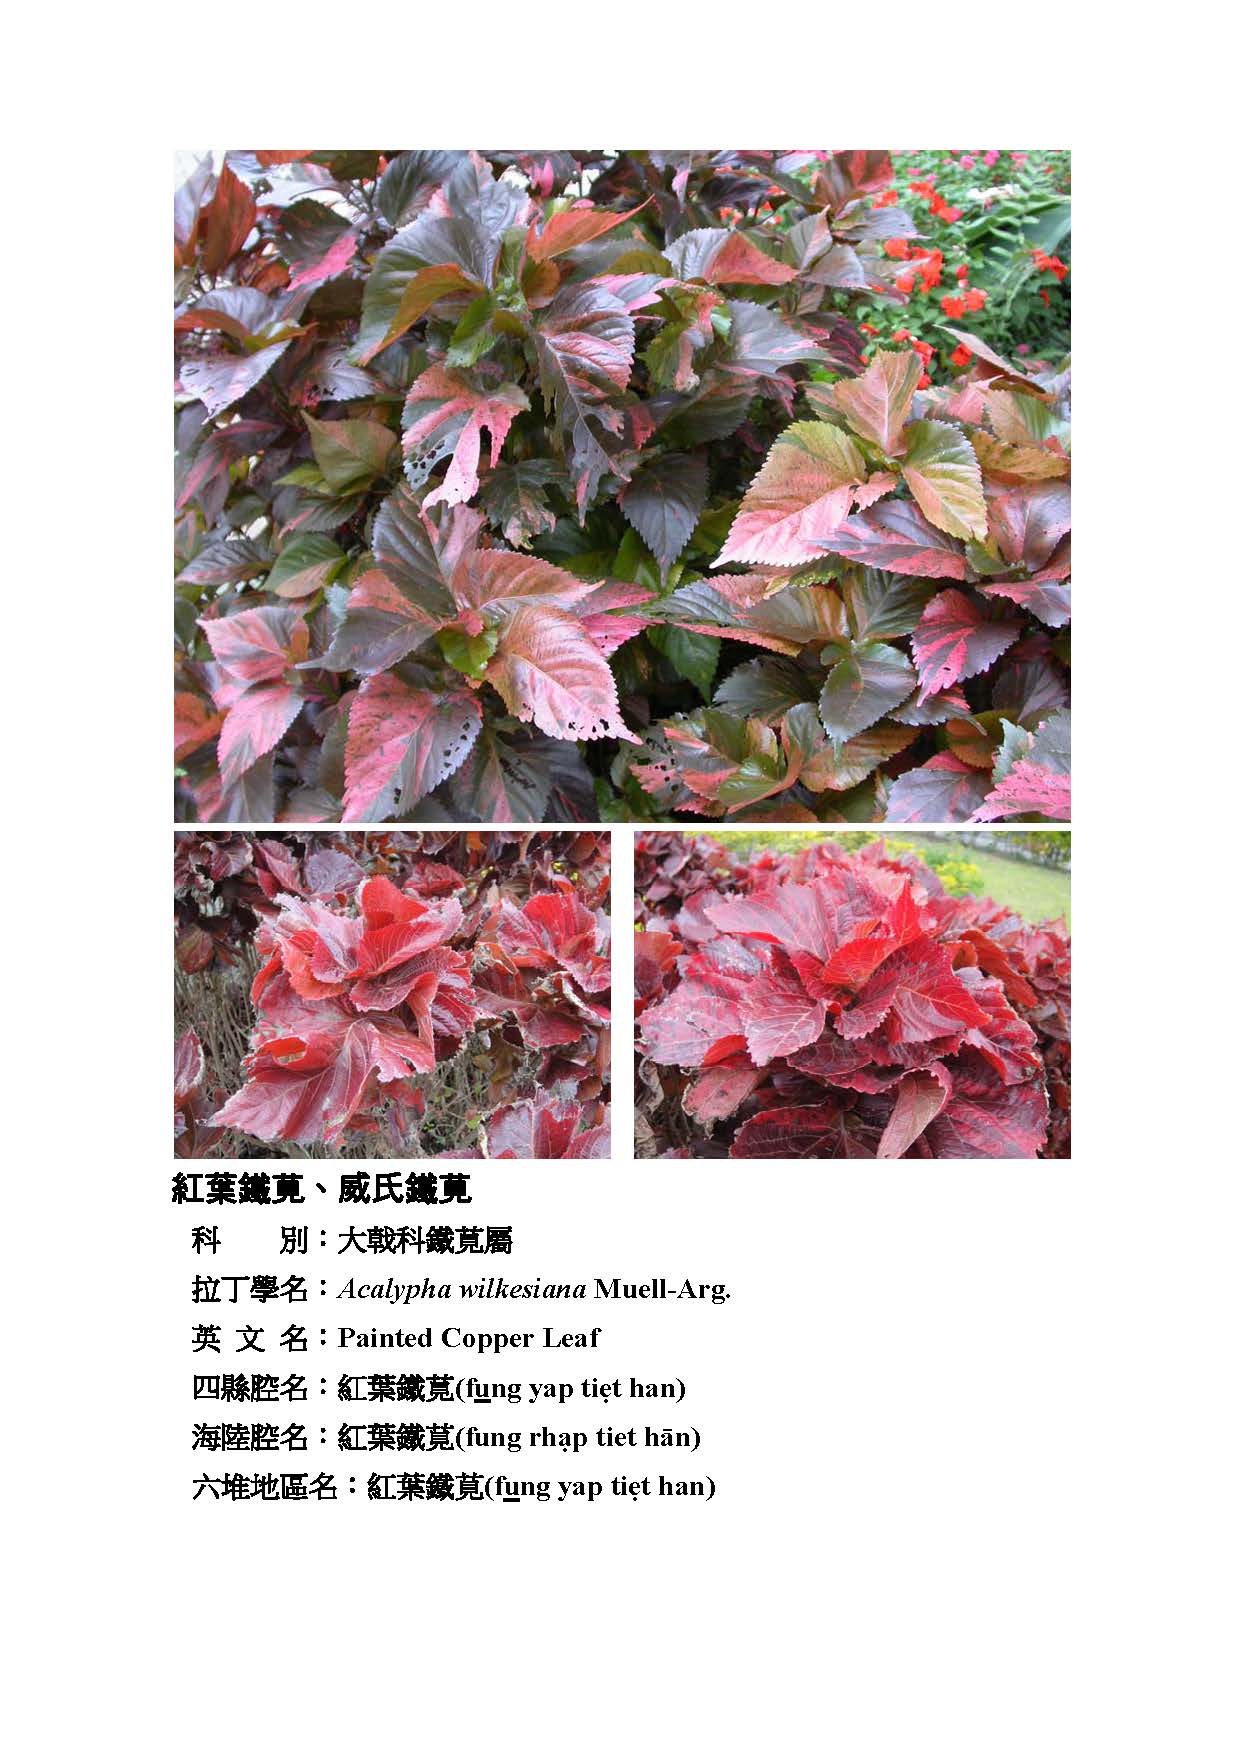 紅葉鐵莧、威氏鐵莧
科　　別：大戟科鐵莧屬
拉丁學名：Acalypha wilkesiana Muell-Arg.
英 文 名：Painted Copper Leaf
四縣腔名：紅葉鐵莧(fu̲ng yap tiẹt han)
海陸腔名：紅葉鐵莧(fung rhạp tiet hān)
六堆地區名：紅葉鐵莧(fu̲ng yap tiẹt han)